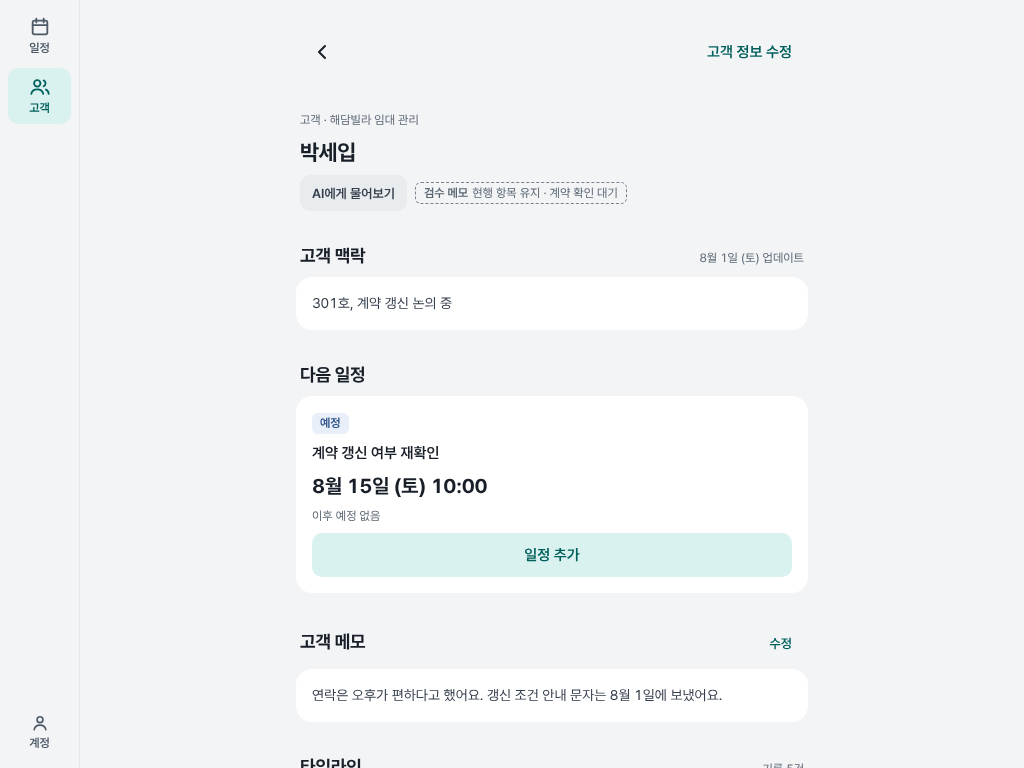 일정
고객
고객 정보 수정
고객 · 해담빌라 임대 관리
박세입
AI에게 물어보기
검수 메모 현행 항목 유지 · 계약 확인 대기
고객 맥락
8월 1일 (토) 업데이트
301호, 계약 갱신 논의 중
다음 일정
예정
계약 갱신 여부 재확인
8월 15일 (토) 10:00
이후 예정 없음
일정 추가
고객 메모
수정
연락은 오후가 편하다고 했어요. 갱신 조건 안내 문자는 8월 1일에 보냈어요.
타임라인
계정